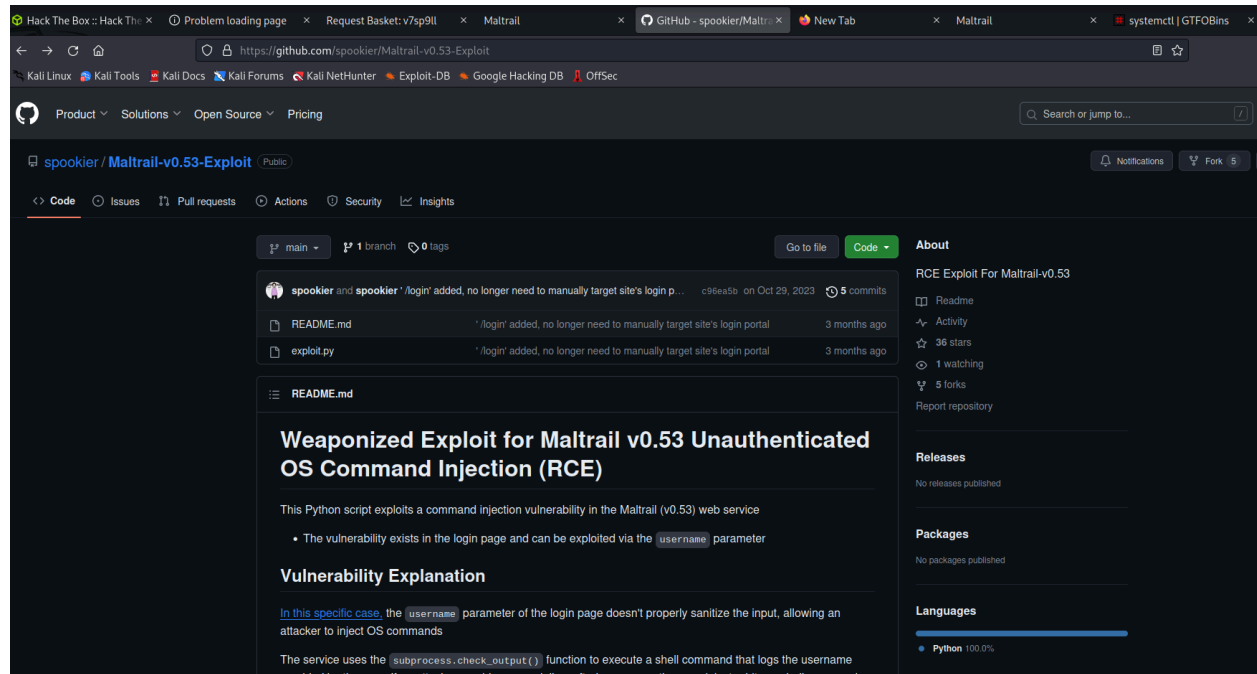 Hack The Box :: Hack The × Problem loading page × Request Basket: v7sp9ll × Maltrail × GitHub - spookier/Maltra × New Tab × Maltrail × systemctl | GTFOBins ×
https://github.com/spookier/Maltrail-v0.53-Exploit
Kali Linux Kali Tools Kali Docs Kali Forums Kali NetHunter Exploit-DB Google Hacking DB OffSec
Product Solutions Open Source Pricing Search or jump to... /
spookier / Maltrail-v0.53-Exploit Public Notifications Fork 5
<> Code Issues Pull requests Actions Security Insights
main 1 branch 0 tags Go to file Code
spookier and spookier '/login' added, no longer need to manually target site's login p... c96ea5b on Oct 29, 2023 5 commits
README.md '/login' added, no longer need to manually target site's login portal 3 months ago
exploit.py '/login' added, no longer need to manually target site's login portal 3 months ago
README.md
Weaponized Exploit for Maltrail v0.53 Unauthenticated
OS Command Injection (RCE)
This Python script exploits a command injection vulnerability in the Maltrail (v0.53) web service
• The vulnerability exists in the login page and can be exploited via the username parameter
Vulnerability Explanation
In this specific case, the username parameter of the login page doesn't properly sanitize the input, allowing an
attacker to inject OS commands
The service uses the subprocess.check_output() function to execute a shell command that logs the username
About
RCE Exploit For Maltrail-v0.53
Readme
Activity
36 stars
1 watching
5 forks
Report repository
Releases
No releases published
Packages
No packages published
Languages
Python 100.0%